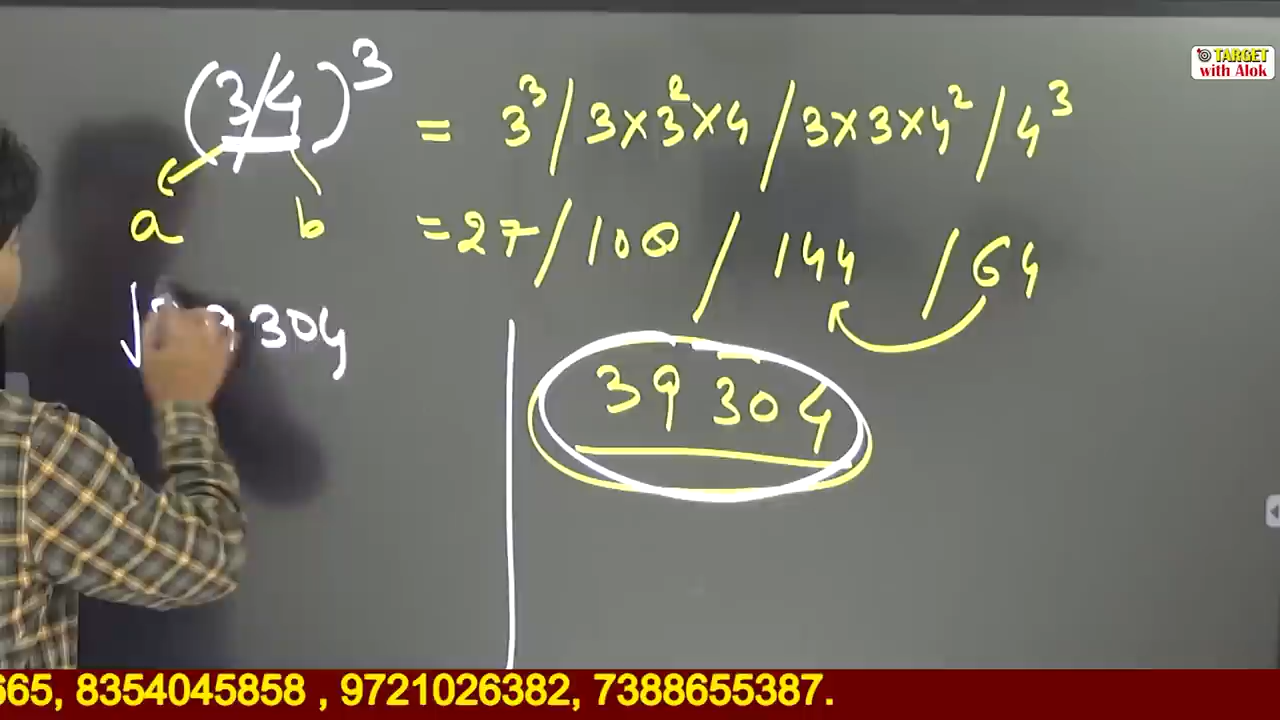 TARGET
with Alok
(3/4)³ = 3³/3×3²×4/3×3×4²/4³
a b
=27/108/144/64
√ 304
39304
665, 8354045858 , 9721026382, 7388655387.